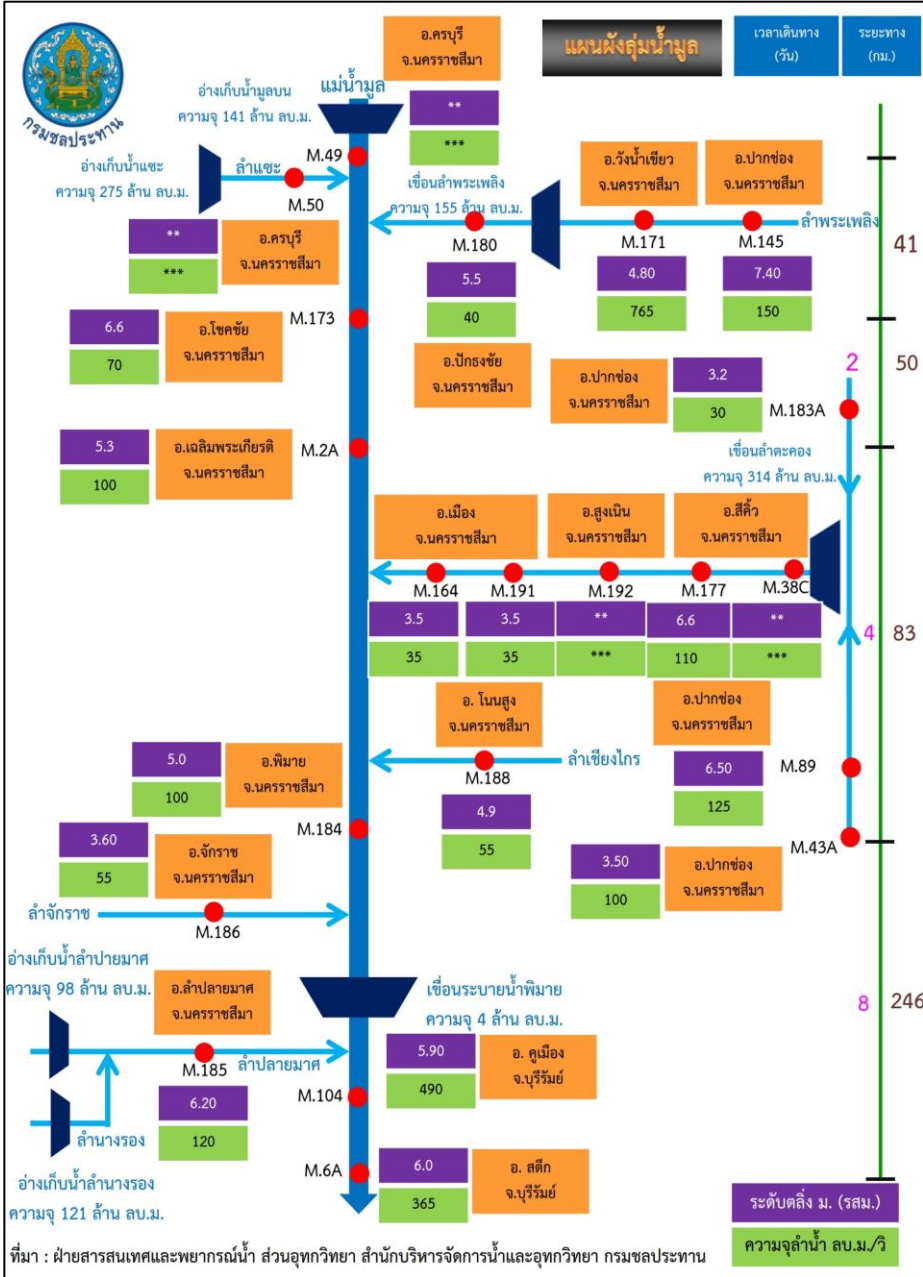 แผนผังลุ่มน้ำมูล
เวลาเดินทาง
(วัน)
ระยะทาง
(กม.)
กรมชลประทาน
อ.ครบุรี
จ.นครราชสีมา
**
***
แม่น้ำมูล
อ่างเก็บน้ำมูลบน
ความจุ 141 ล้าน ลบ.ม.
M.49
อ่างเก็บน้ำแซะ
ความจุ 275 ล้าน ลบ.ม.
ลำแซะ
M.50
**
***
อ.ครบุรี
จ.นครราชสีมา
เขื่อนลำพระเพลิง
ความจุ 155 ล้าน ลบ.ม.
อ.วังน้ำเขียว
จ.นครราชสีมา
อ.ปากช่อง
จ.นครราชสีมา
ลำพระเพลิง
M.180
M.171
M.145
41
5.5
40
4.80
765
7.40
150
อ.ปักธงชัย
จ.นครราชสีมา
6.6
70
อ.โชคชัย
จ.นครราชสีมา
M.173
อ.ปากช่อง
จ.นครราชสีมา
3.2
30
M.183A
2
50
5.3
100
อ.เฉลิมพระเกียรติ
จ.นครราชสีมา
M.2A
เขื่อนลำตะคอง
ความจุ 314 ล้าน ลบ.ม.
อ.เมือง
จ.นครราชสีมา
อ.สูงเนิน
จ.นครราชสีมา
อ.สีคิ้ว
จ.นครราชสีมา
M.164
M.191
M.192
M.177
M.38C
3.5
3.5
**
6.6
**
35
35
***
110
***
4
83
อ. โนนสูง
จ.นครราชสีมา
ลำเชียงไกร
M.188
4.9
55
อ.ปากช่อง
จ.นครราชสีมา
6.50
125
M.89
5.0
100
อ.พิมาย
จ.นครราชสีมา
M.184
M.43A
3.50
100
อ.ปากช่อง
จ.นครราชสีมา
3.60
55
อ.จักราช
จ.นครราชสีมา
ลำจักราช
M.186
อ่างเก็บน้ำลำปายมาศ
ความจุ 98 ล้าน ลบ.ม.
อ.ลำปลายมาศ
จ.นครราชสีมา
M.185
ลำปลายมาศ
6.20
120
ลำนางรอง
อ่างเก็บน้ำลำนางรอง
ความจุ 121 ล้าน ลบ.ม.
เขื่อนระบายน้ำพิมาย
ความจุ 4 ล้าน ลบ.ม.
8
246
M.104
5.90
490
อ. คูเมือง
จ.บุรีรัมย์
M.6A
6.0
365
อ. สตึก
จ.บุรีรัมย์
ระดับตลิ่ง ม. (รสม.)
ความจุลำน้ำ ลบ.ม./วิ
ที่มา : ฝ่ายสารสนเทศและพยากรณ์น้ำ ส่วนอุทกวิทยา สำนักบริหารจัดการน้ำและอุทกวิทยา กรมชลประทาน